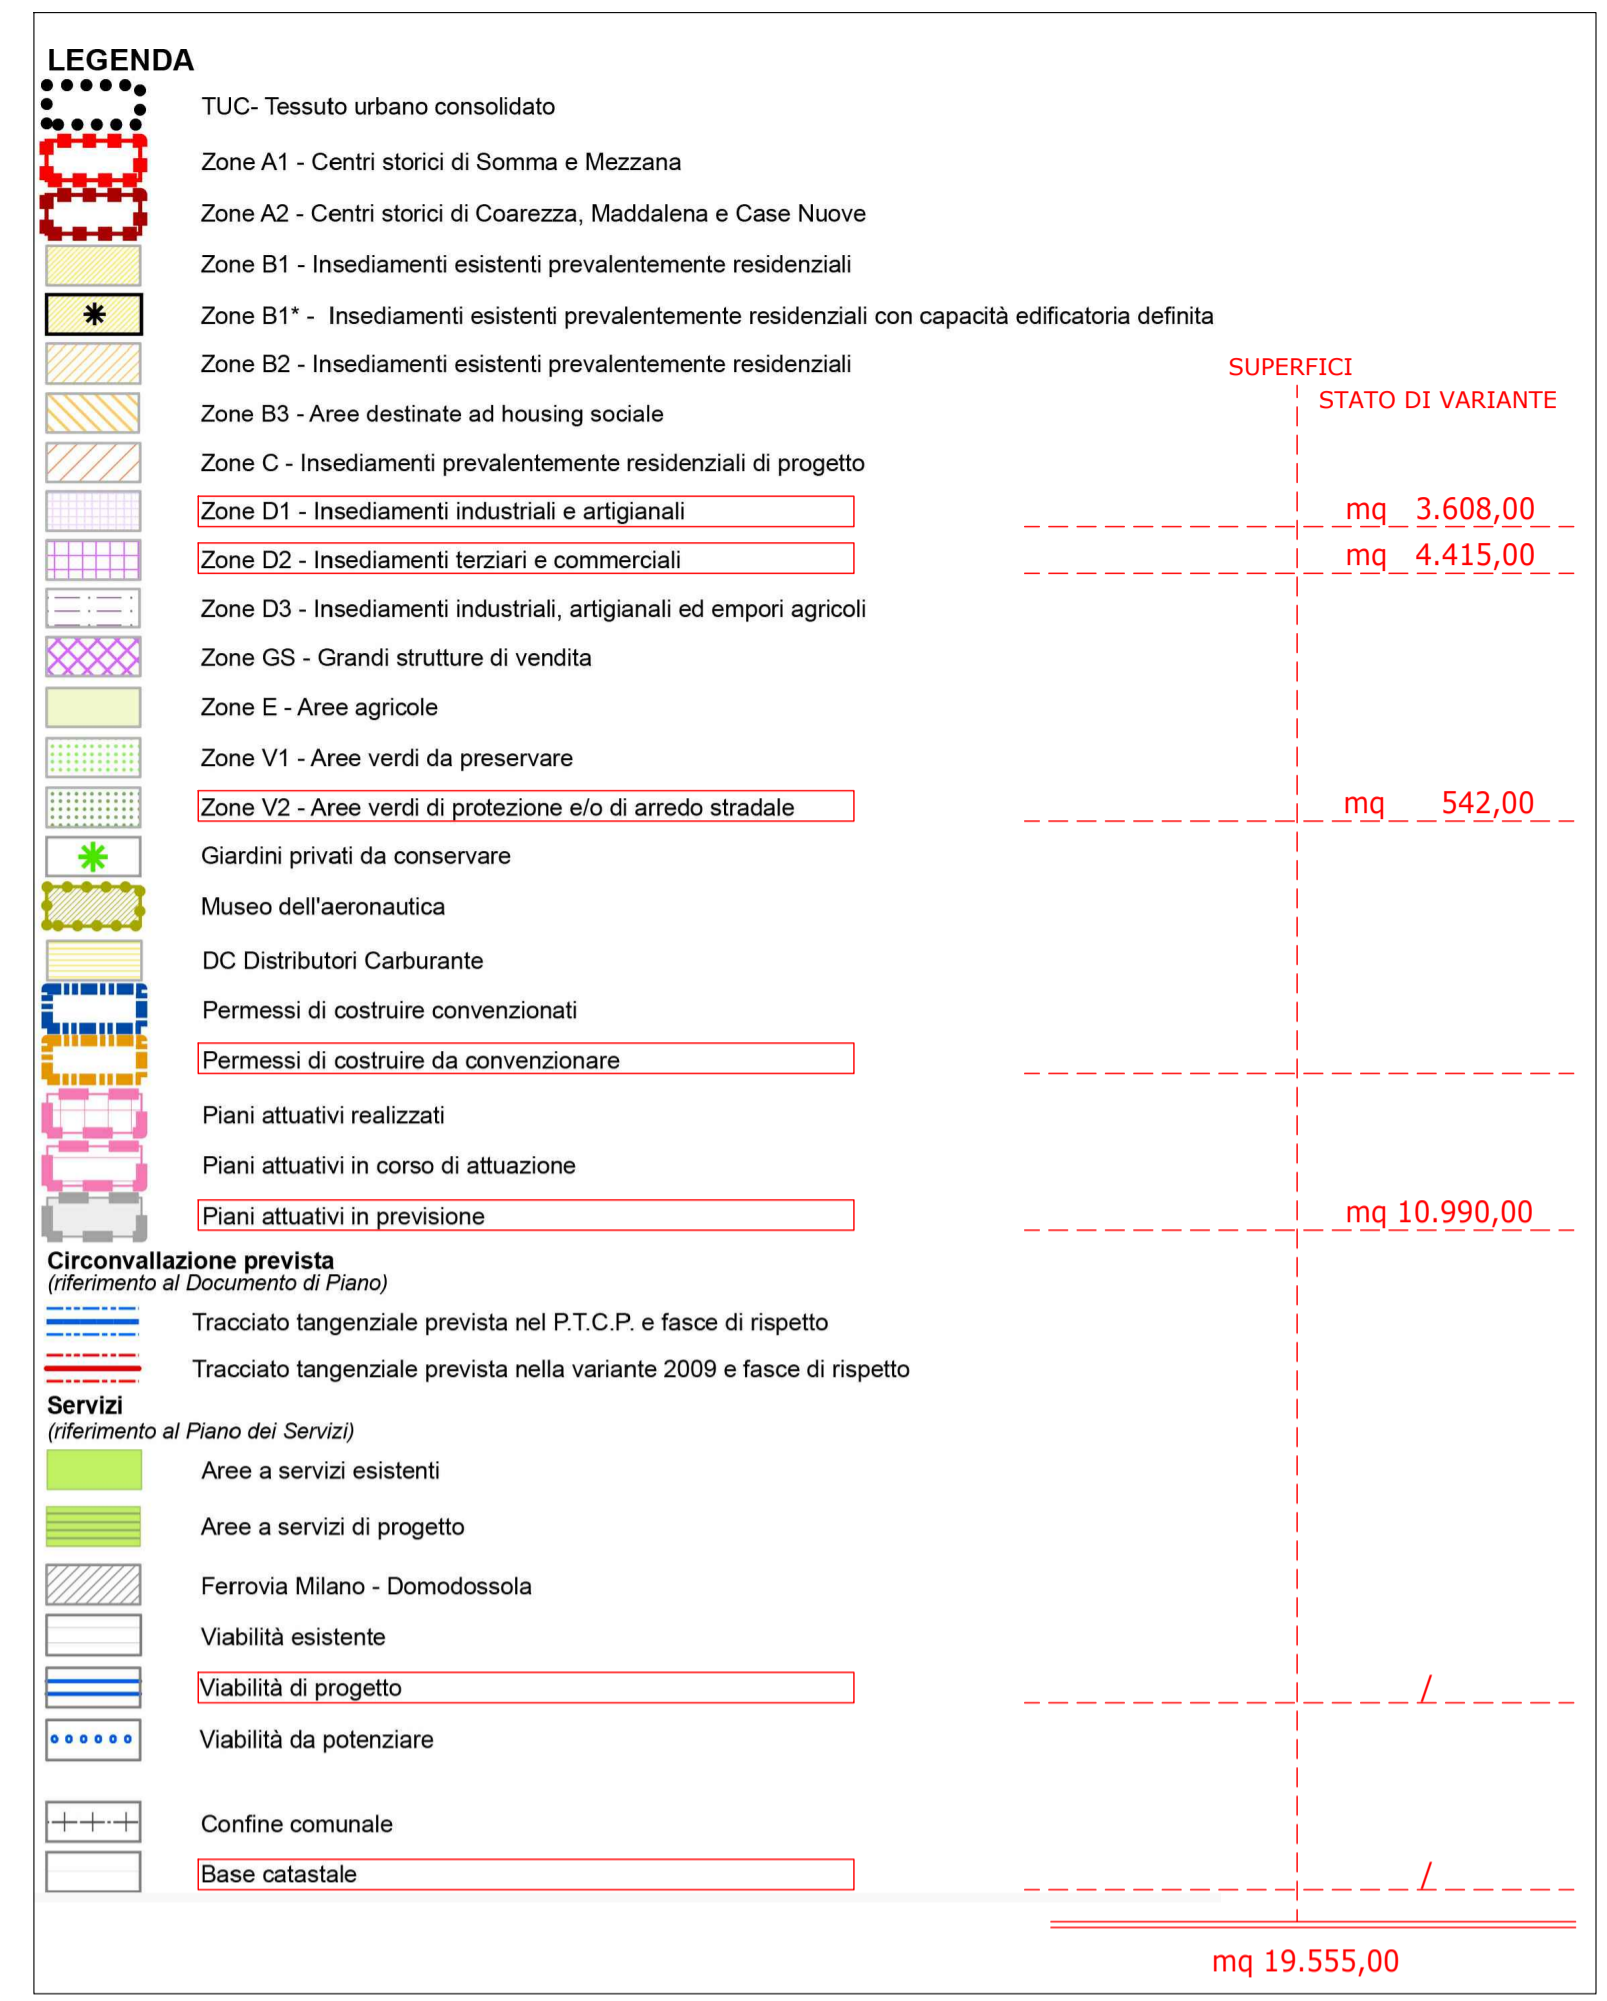 LEGENDA
TUC- Tessuto urbano consolidato
Zone A1 - Centri storici di Somma e Mezzana
Zone A2 - Centri storici di Coarezza, Maddalena e Case Nuove
Zone B1 - Insediamenti esistenti prevalentemente residenziali
Zone B1* - Insediamenti esistenti prevalentemente residenziali con capacità edificatoria definita
Zone B2 - Insediamenti esistenti prevalentemente residenziali
SUPERFICI
STATO DI VARIANTE
Zone B3 - Aree destinate ad housing sociale
Zone C - Insediamenti prevalentemente residenziali di progetto
Zone D1 - Insediamenti industriali e artigianali mq 3.608,00
Zone D2 - Insediamenti terziari e commerciali mq 4.415,00
Zone D3 - Insediamenti industriali, artigianali ed empori agricoli
Zone GS - Grandi strutture di vendita
Zone E - Aree agricole
Zone V1 - Aree verdi da preservare
Zone V2 - Aree verdi di protezione e/o di arredo stradale mq 542,00
Giardini privati da conservare
Museo dell'aeronautica
DC Distributori Carburante
Permessi di costruire convenzionati
Permessi di costruire da convenzionare
Piani attuativi realizzati
Piani attuativi in corso di attuazione
Piani attuativi in previsione mq 10.990,00
Circonvallazione prevista
(riferimento al Documento di Piano)
Tracciato tangenziale prevista nel P.T.C.P. e fasce di rispetto
Tracciato tangenziale prevista nella variante 2009 e fasce di rispetto
Servizi
(riferimento al Piano dei Servizi)
Aree a servizi esistenti
Aree a servizi di progetto
Ferrovia Milano - Domodossola
Viabilità esistente
Viabilità di progetto /
Viabilità da potenziare
Confine comunale
Base catastale /
mq 19.555,00